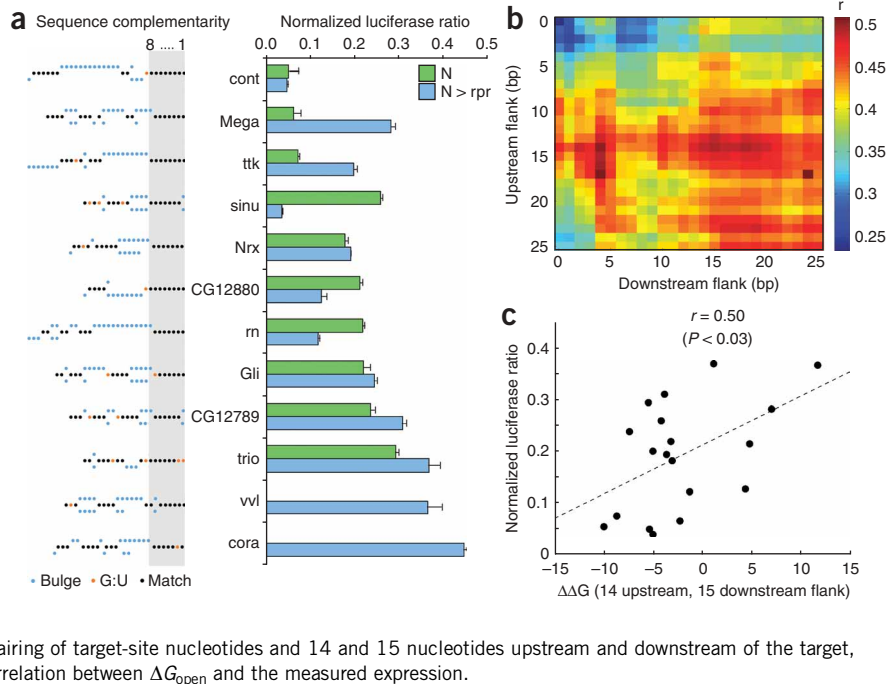 a
Sequence complementarity
8 .... 1
Normalized luciferase ratio
0.0 0.1 0.2 0.3 0.4 0.5
N
N > rpr
cont
Mega
ttk
sinu
Nrx
CG12880
rn
Gli
CG12789
trio
vvl
cora
Bulge G:U Match
b
r
0
5
10
15
20
25
Upstream flank (bp)
0 5 10 15 20 25
Downstream flank (bp)
0.5
0.45
0.4
0.35
0.3
0.25
c
r = 0.50
(P < 0.03)
Normalized luciferase ratio
0.4
0.3
0.2
0.1
0
–15 –10 –5 0 5 10 15
ΔΔG (14 upstream, 15 downstream flank)
airing of target-site nucleotides and 14 and 15 nucleotides upstream and downstream of the target,
rrelation between ΔGopen and the measured expression.